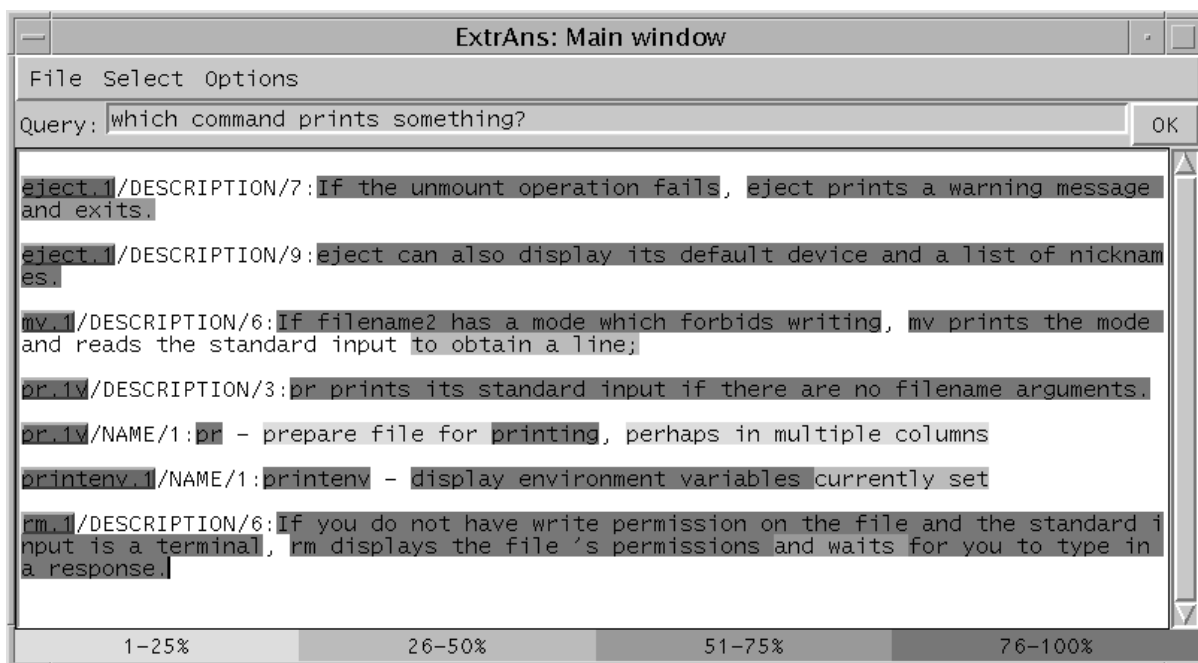 ExtrAns: Main window
File Select Options
Query: which command prints something? OK
eject.1/DESCRIPTION/7:If the unmount operation fails, eject prints a warning message
and exits.
eject.1/DESCRIPTION/9:eject can also display its default device and a list of nicknam
es.
mv.1/DESCRIPTION/6:If filename2 has a mode which forbids writing, mv prints the mode
and reads the standard input to obtain a line;
pr.1v/DESCRIPTION/3:pr prints its standard input if there are no filename arguments.
pr.1v/NAME/1:pr – prepare file for printing, perhaps in multiple columns
printenv.1/NAME/1:printenv – display environment variables currently set
rm.1/DESCRIPTION/6:If you do not have write permission on the file and the standard i
nput is a terminal, rm displays the file 's permissions and waits for you to type in
a response.
1–25% 26–50% 51–75% 76–100%